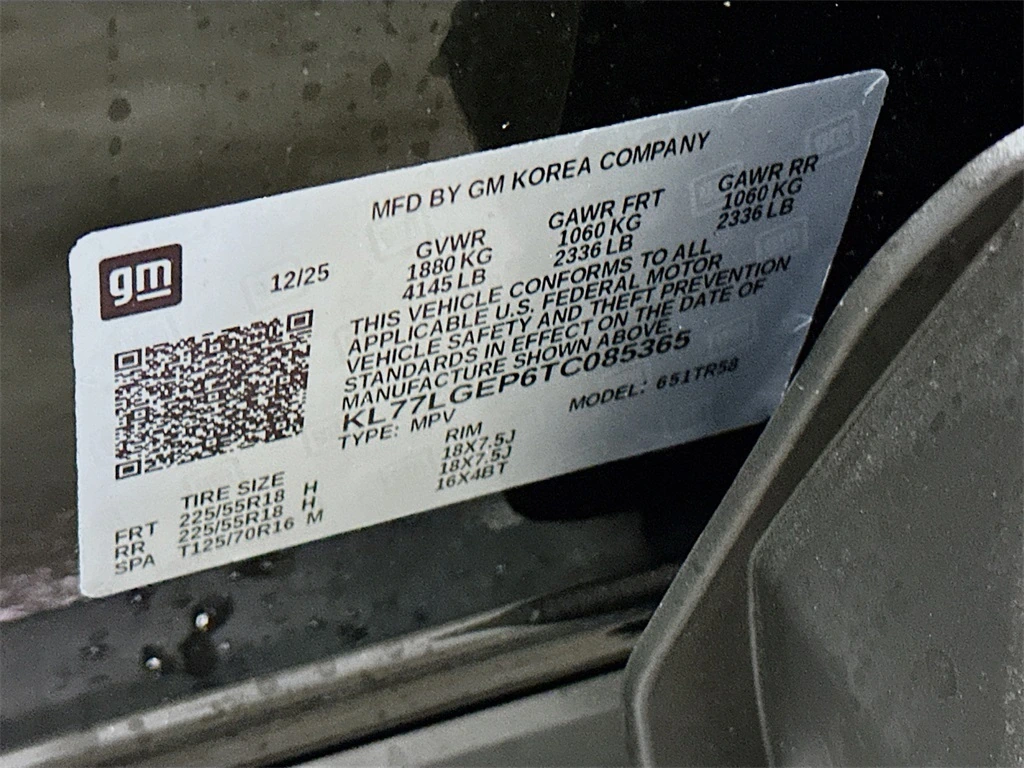 MFD BY GM KOREA COMPANY
gm
12/25
GVWR GAWR FRT GAWR RR
1880 KG 1060 KG 1060 KG
4145 LB 2336 LB 2336 LB
THIS VEHICLE CONFORMS TO ALL
APPLICABLE U.S. FEDERAL MOTOR
VEHICLE SAFETY AND THEFT PREVENTION
STANDARDS IN EFFECT ON THE DATE OF
MANUFACTURE SHOWN ABOVE.
KL77LGEP6TC085365
TYPE: MPV MODEL: 651TR58
TIRE SIZE RIM
FRT 225/55R18 H 18X7.5J
RR 225/55R18 H 18X7.5J
SPA T125/70R16 M 16X4BT